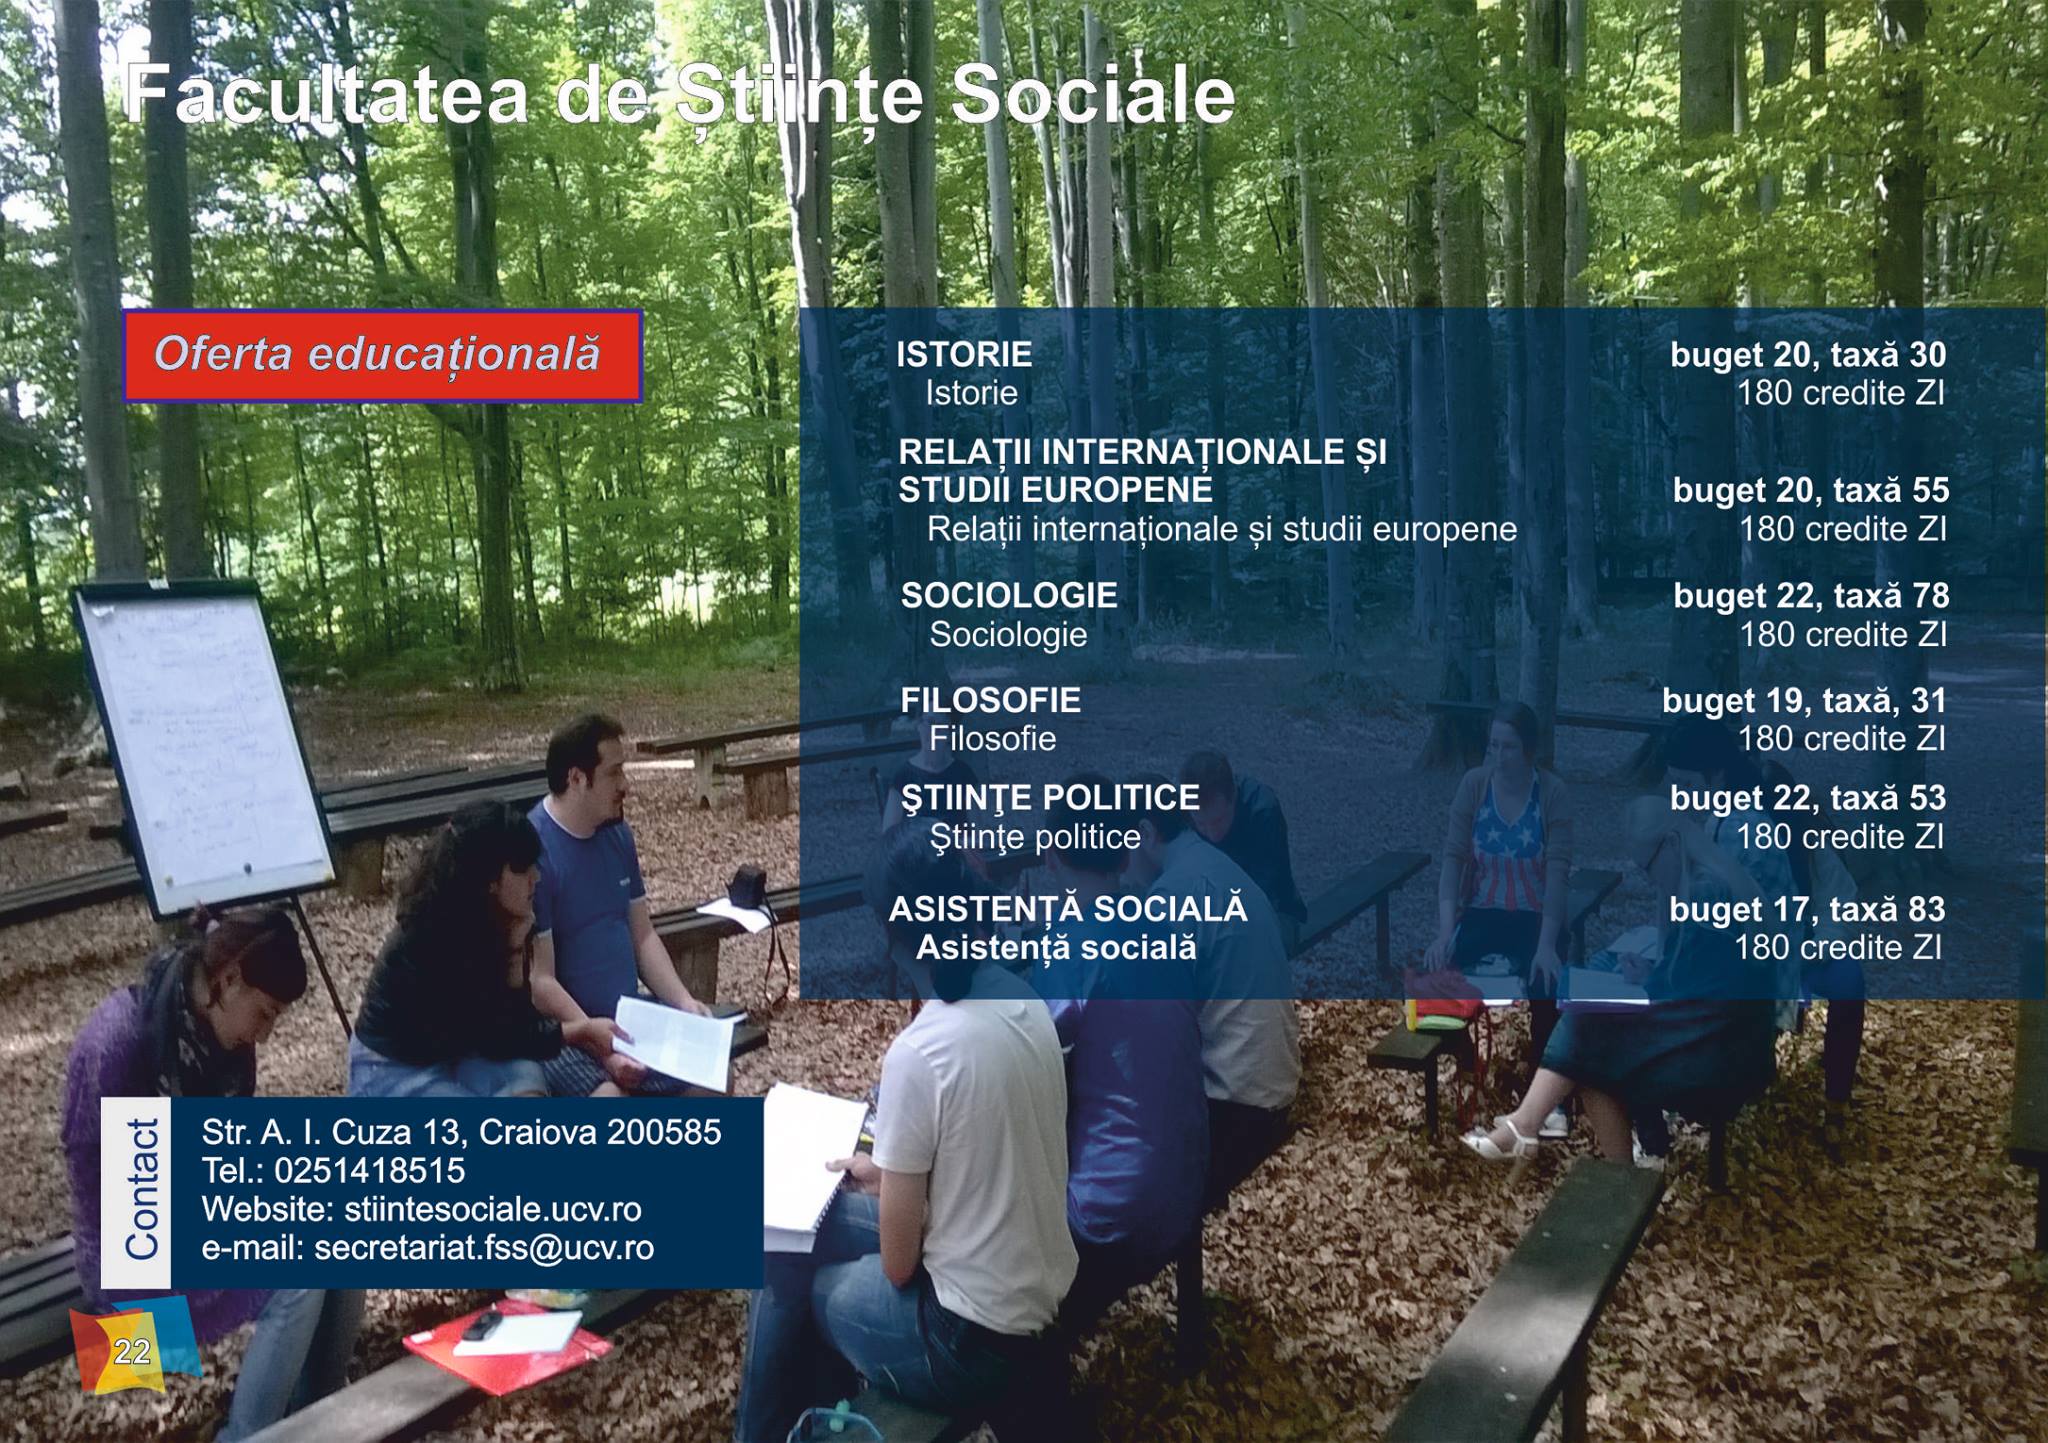 Facultatea de Științe Sociale
Oferta educațională
ISTORIE buget 20, taxă 30
Istorie 180 credite ZI
RELAȚII INTERNAȚIONALE ȘI
STUDII EUROPENE buget 20, taxă 55
Relații internaționale și studii europene 180 credite ZI
SOCIOLOGIE buget 22, taxă 78
Sociologie 180 credite ZI
FILOSOFIE buget 19, taxă, 31
Filosofie 180 credite ZI
ŞTIINŢE POLITICE buget 22, taxă 53
Ştiinţe politice 180 credite ZI
ASISTENȚĂ SOCIALĂ buget 17, taxă 83
Asistență socială 180 credite ZI
Contact
Str. A. I. Cuza 13, Craiova 200585
Tel.: 0251418515
Website: stiintesociale.ucv.ro
e-mail: secretariat.fss@ucv.ro
22